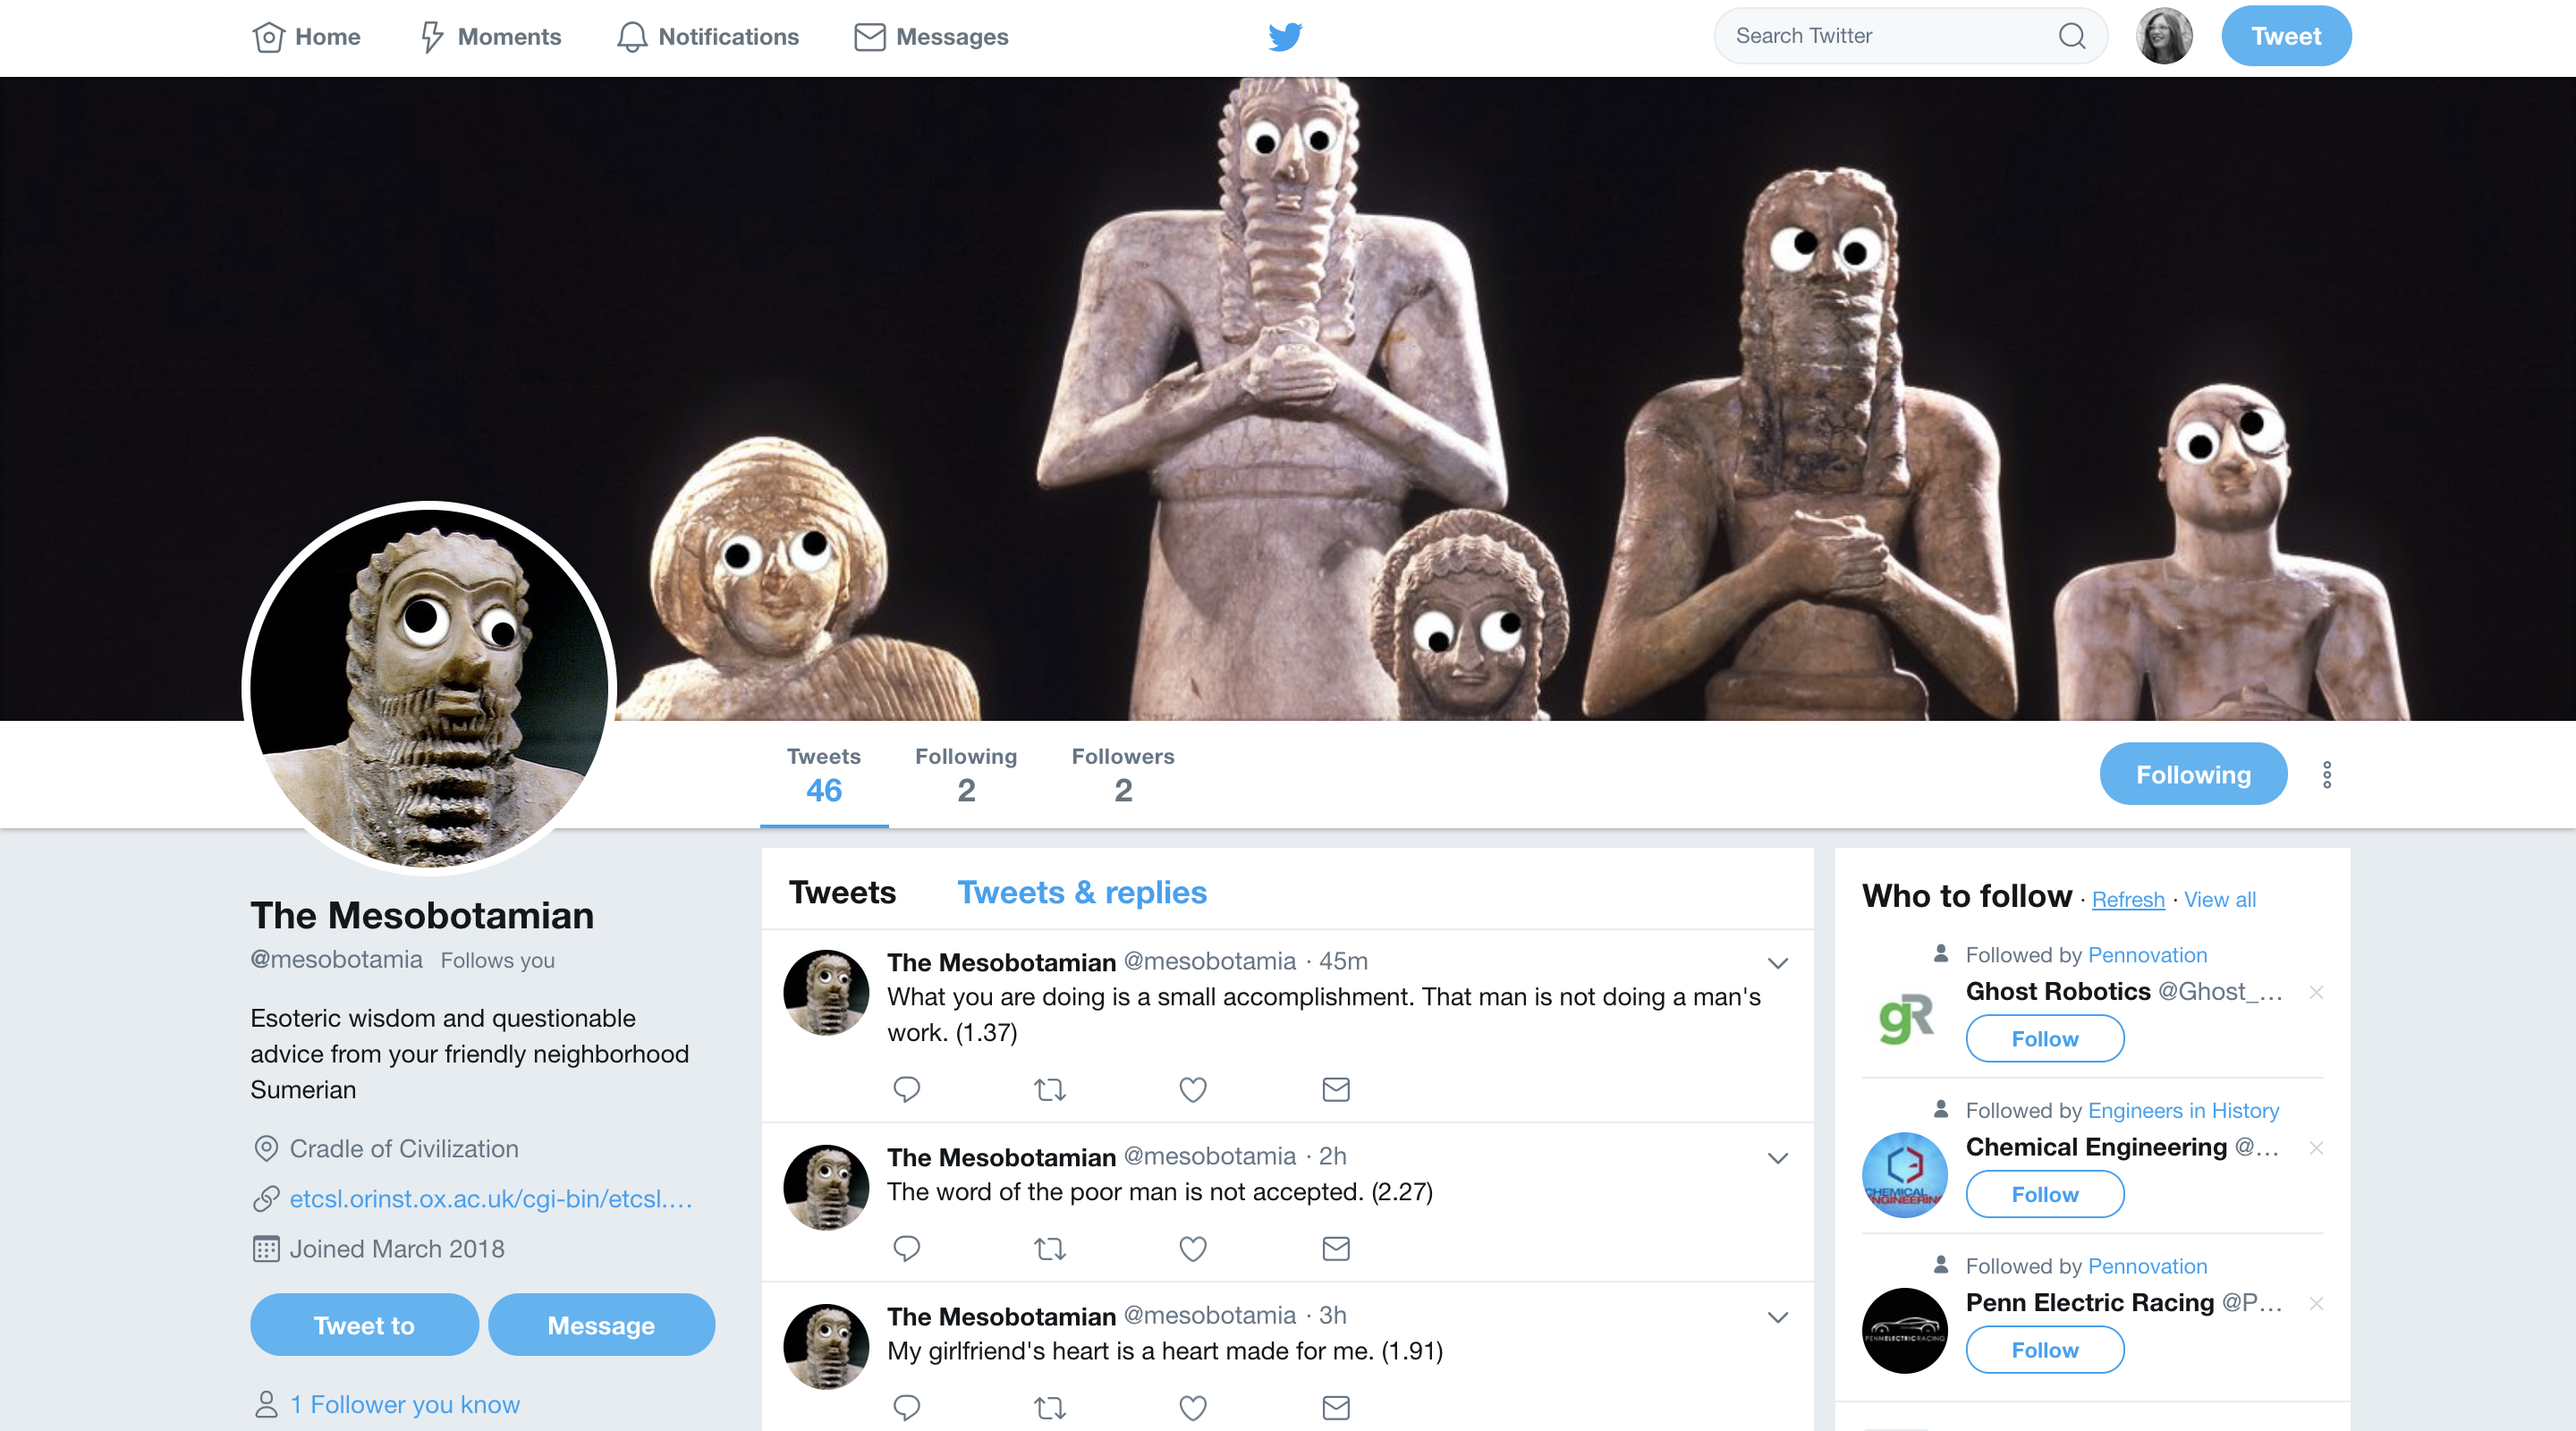 Home Moments Notifications Messages Search Twitter Tweet
Tweets Following Followers
46 2 2
Following
The Mesobotamian
@mesobotamia Follows you
Esoteric wisdom and questionable
advice from your friendly neighborhood
Sumerian
Cradle of Civilization
etcsl.orinst.ox.ac.uk/cgi-bin/etcsl.…
Joined March 2018
Tweet to Message
1 Follower you know
Tweets Tweets & replies
The Mesobotamian @mesobotamia · 45m
What you are doing is a small accomplishment. That man is not doing a man's
work. (1.37)
The Mesobotamian @mesobotamia · 2h
The word of the poor man is not accepted. (2.27)
The Mesobotamian @mesobotamia · 3h
My girlfriend's heart is a heart made for me. (1.91)
Who to follow · Refresh · View all
Followed by Pennovation
gR
Ghost Robotics @Ghost_…
Follow
Followed by Engineers in History
Chemical Engineering @…
CHEMICAL
ENGINEERING
Follow
Followed by Pennovation
Penn Electric Racing @P…
PENNELECTRICRACING
Follow